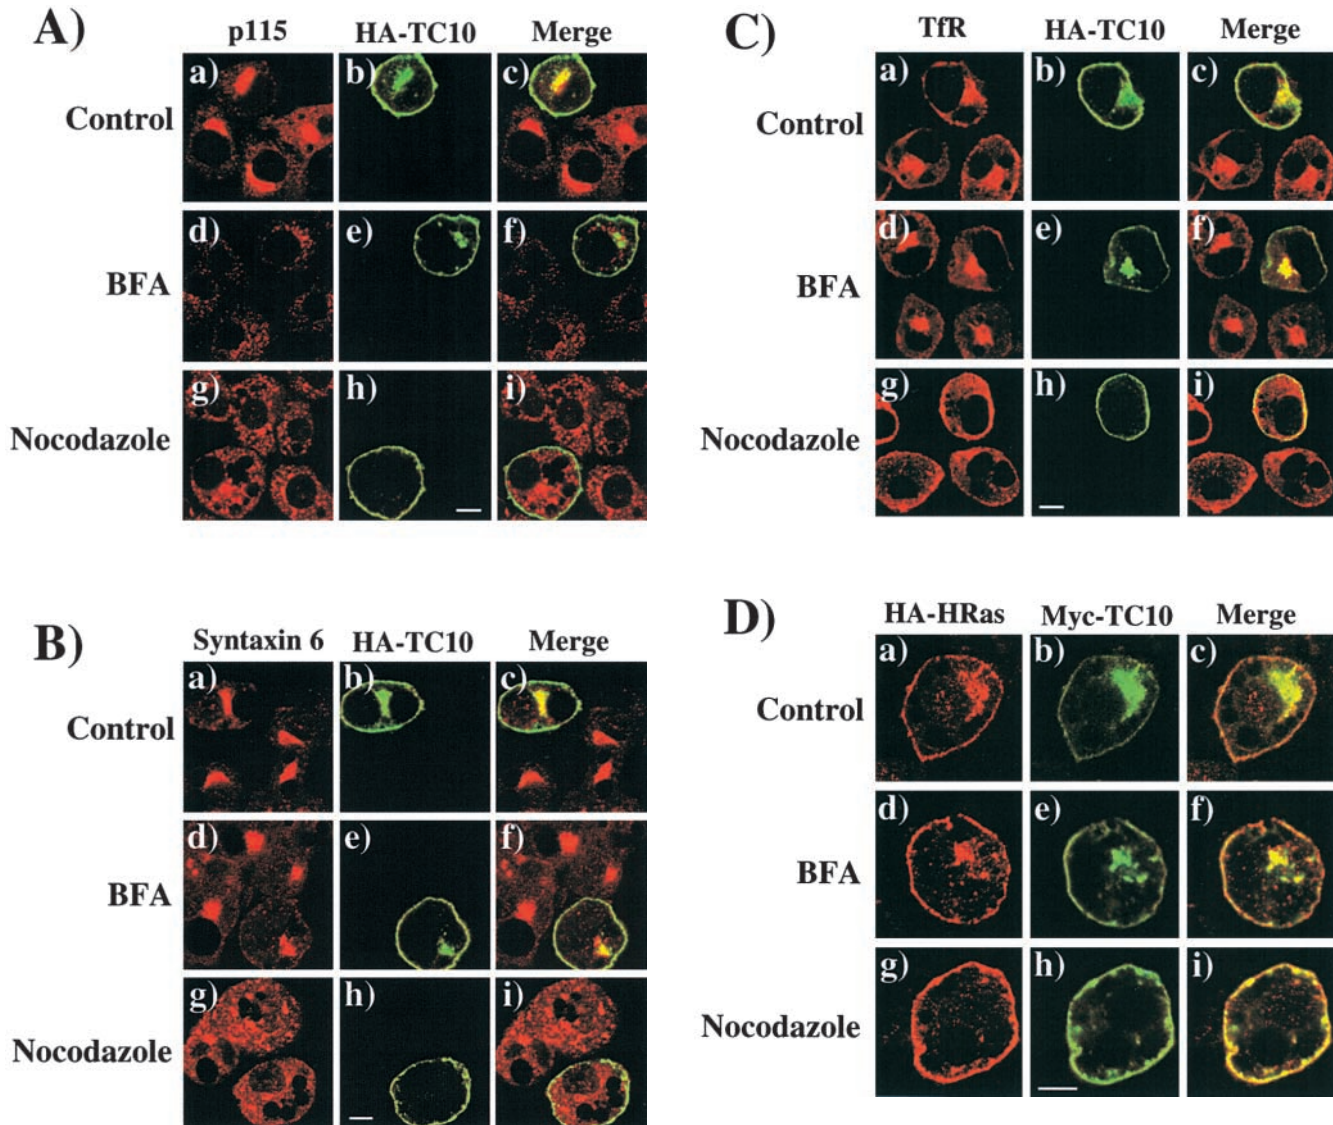 A)
p115 HA-TC10 Merge
Control a) b) c)
BFA d) e) f)
Nocodazole g) h) i)
B)
Syntaxin 6 HA-TC10 Merge
Control a) b) c)
BFA d) e) f)
Nocodazole g) h) i)
C)
TfR HA-TC10 Merge
Control a) b) c)
BFA d) e) f)
Nocodazole g) h) i)
D)
HA-HRas Myc-TC10 Merge
Control a) b) c)
BFA d) e) f)
Nocodazole g) h) i)